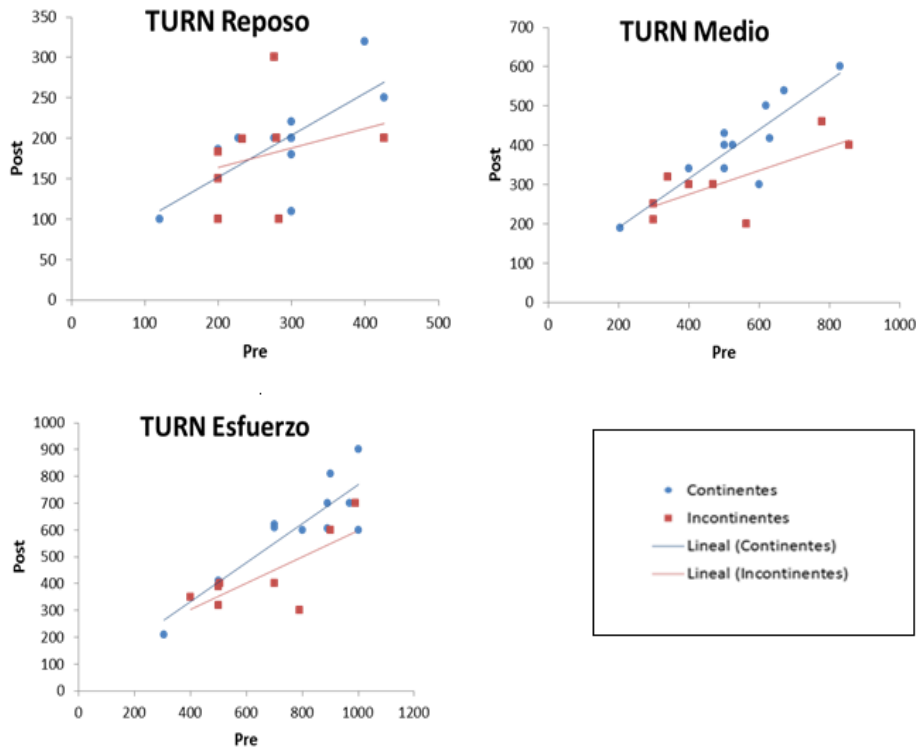 TURN Reposo
350
300
250
200
150
100
50
0
Post
0 100 200 300 400 500
Pre
TURN Medio
700
600
500
400
300
200
100
0
Post
0 200 400 600 800 1000
Pre
TURN Esfuerzo
1000
900
800
700
600
500
400
300
200
100
0
Post
0 200 400 600 800 1000 1200
Pre
Continentes
Incontinentes
Lineal (Continentes)
Lineal (Incontinentes)